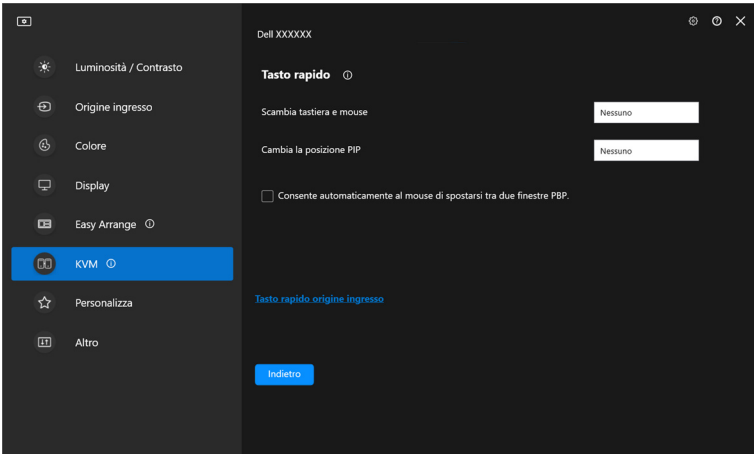 Dell XXXXXX
Luminosità / Contrasto
Origine ingresso
Colore
Display
Easy Arrange
KVM
Personalizza
Altro
Tasto rapido
Scambia tastiera e mouse
Nessuno
Cambia la posizione PIP
Nessuno
Consente automaticamente al mouse di spostarsi tra due finestre PBP.
Tasto rapido origine ingresso
Indietro